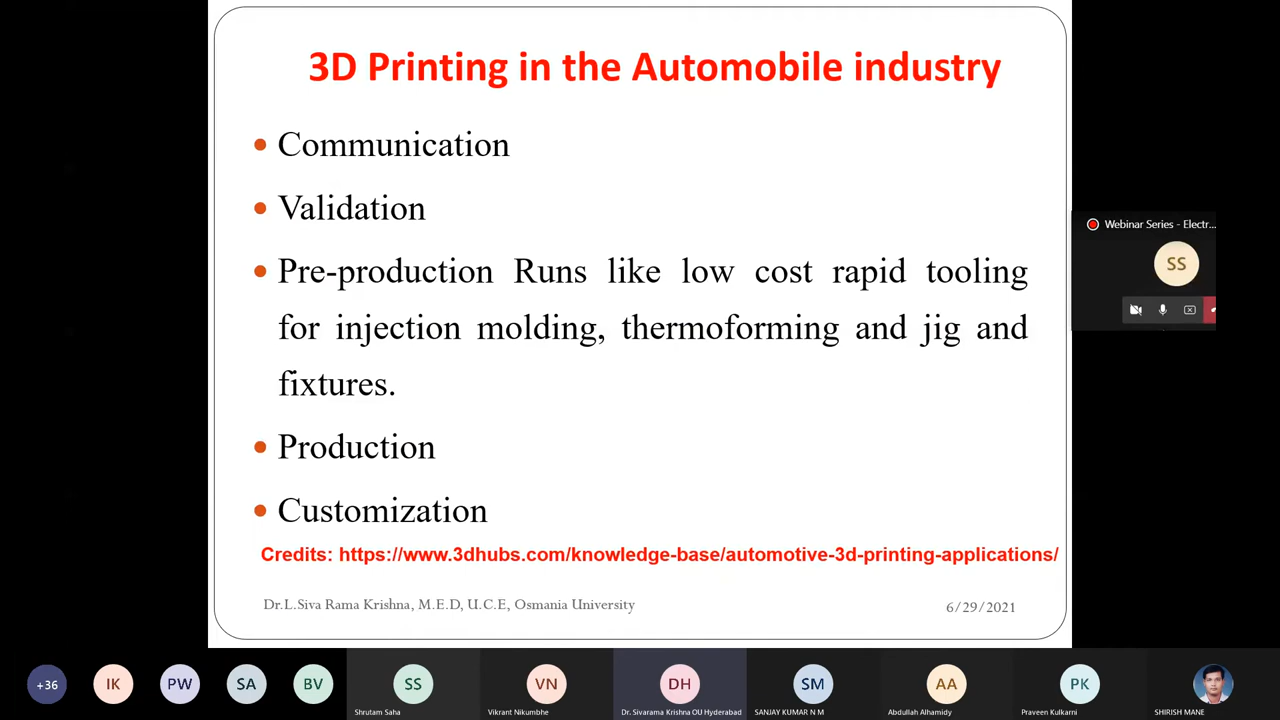 3D Printing in the Automobile industry
• Communication
• Validation
• Pre-production Runs like low cost rapid tooling
for injection molding, thermoforming and jig and
fixtures.
• Production
• Customization
Credits: https://www.3dhubs.com/knowledge-base/automotive-3d-printing-applications/
Dr.L.Siva Rama Krishna, M.E.D, U.C.E, Osmania University
6/29/2021
Webinar Series - Electr...
SS
+36
IK
PW
SA
BV
SS
Shrutam Saha
VN
Vikrant Nikumbhe
DH
Dr. Sivarama Krishna OU Hyderabad
SM
SANJAY KUMAR N M
AA
Abdullah Alhamidy
PK
Praveen Kulkarni
SHIRISH MANE